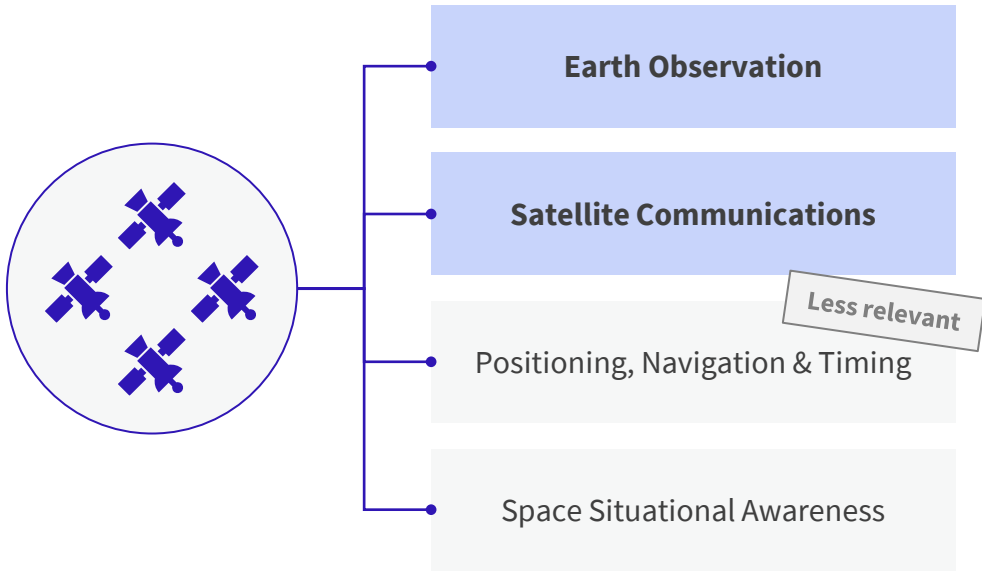 Earth Observation
Satellite Communications
Less relevant
Positioning, Navigation & Timing
Space Situational Awareness